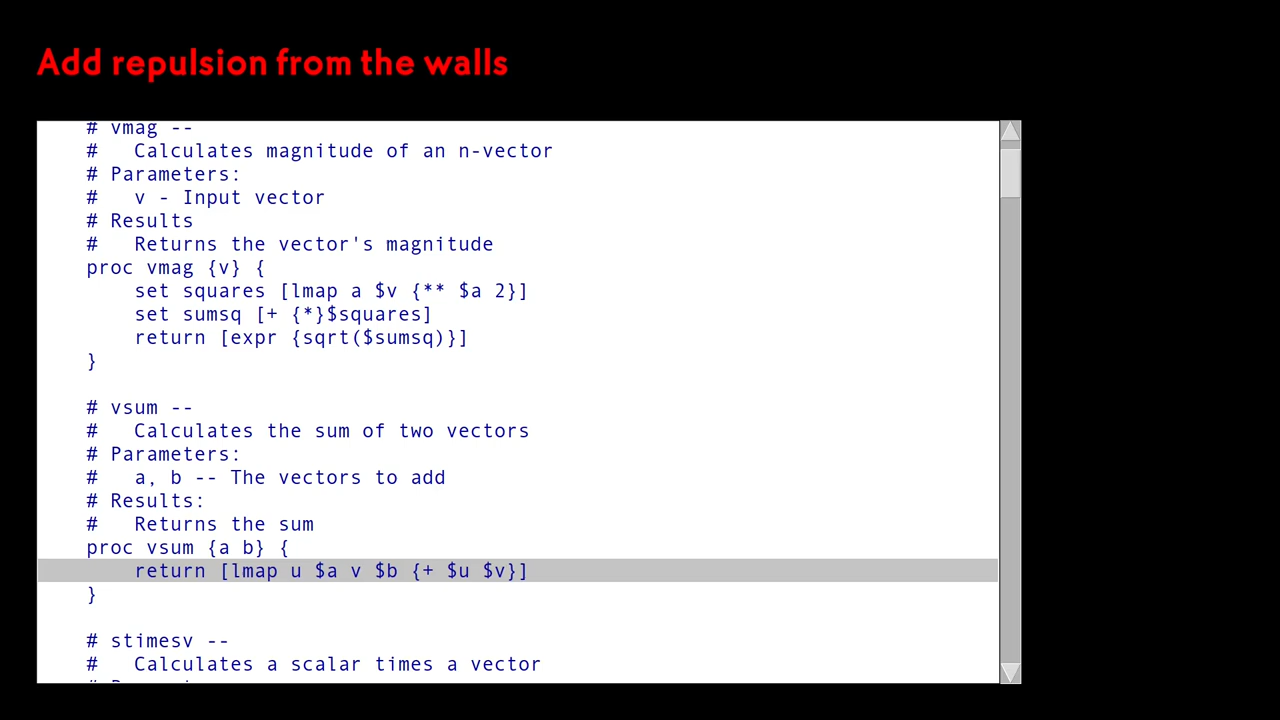 Add repulsion from the walls
# vmag --
#   Calculates magnitude of an n-vector
# Parameters:
#   v - Input vector
# Results
#   Returns the vector's magnitude
proc vmag {v} {
    set squares [lmap a $v {** $a 2}]
    set sumsq [+ {*}$squares]
    return [expr {sqrt($sumsq)}]
}
# vsum --
#   Calculates the sum of two vectors
# Parameters:
#   a, b -- The vectors to add
# Results:
#   Returns the sum
proc vsum {a b} {
    return [lmap u $a v $b {+ $u $v}]
}
# stimesv --
#   Calculates a scalar times a vector